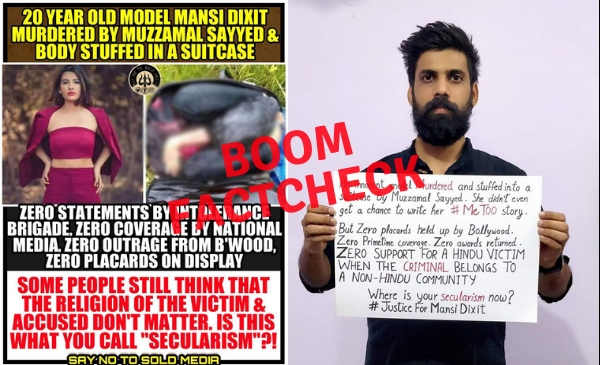 20 YEAR OLD MODEL MANSI DIXIT
MURDERED BY MUZZAMAL SAYYED &
BODY STUFFED IN A SUITCASE
ZERO STATEMENTS BY INTOLERANCE
BRIGADE. ZERO COVERAGE BY NATIONAL
MEDIA. ZERO OUTRAGE FROM B'WOOD,
ZERO PLACARDS ON DISPLAY
SOME PEOPLE STILL THINK THAT
THE RELIGION OF THE VICTIM &
ACCUSED DON'T MATTER. IS THIS
WHAT YOU CALL "SECULARISM"?!
SAY NO TO SOLD MEDIA
BOOM
FACTCHECK
model Murdered and stuffed into a
by Muzzamal Sayyed. She didn't even
get a chance to write her # MeToo story.
But Zero placards held up by Bollywood.
Zero Primetime coverage. Zero awards returned.
ZERO SUPPORT FOR A HINDU VICTIM
WHEN THE CRIMINAL BELONGS TO
A NON-HINDU COMMUNITY
Where is your secularism now?
# Justice For Mansi Dixit